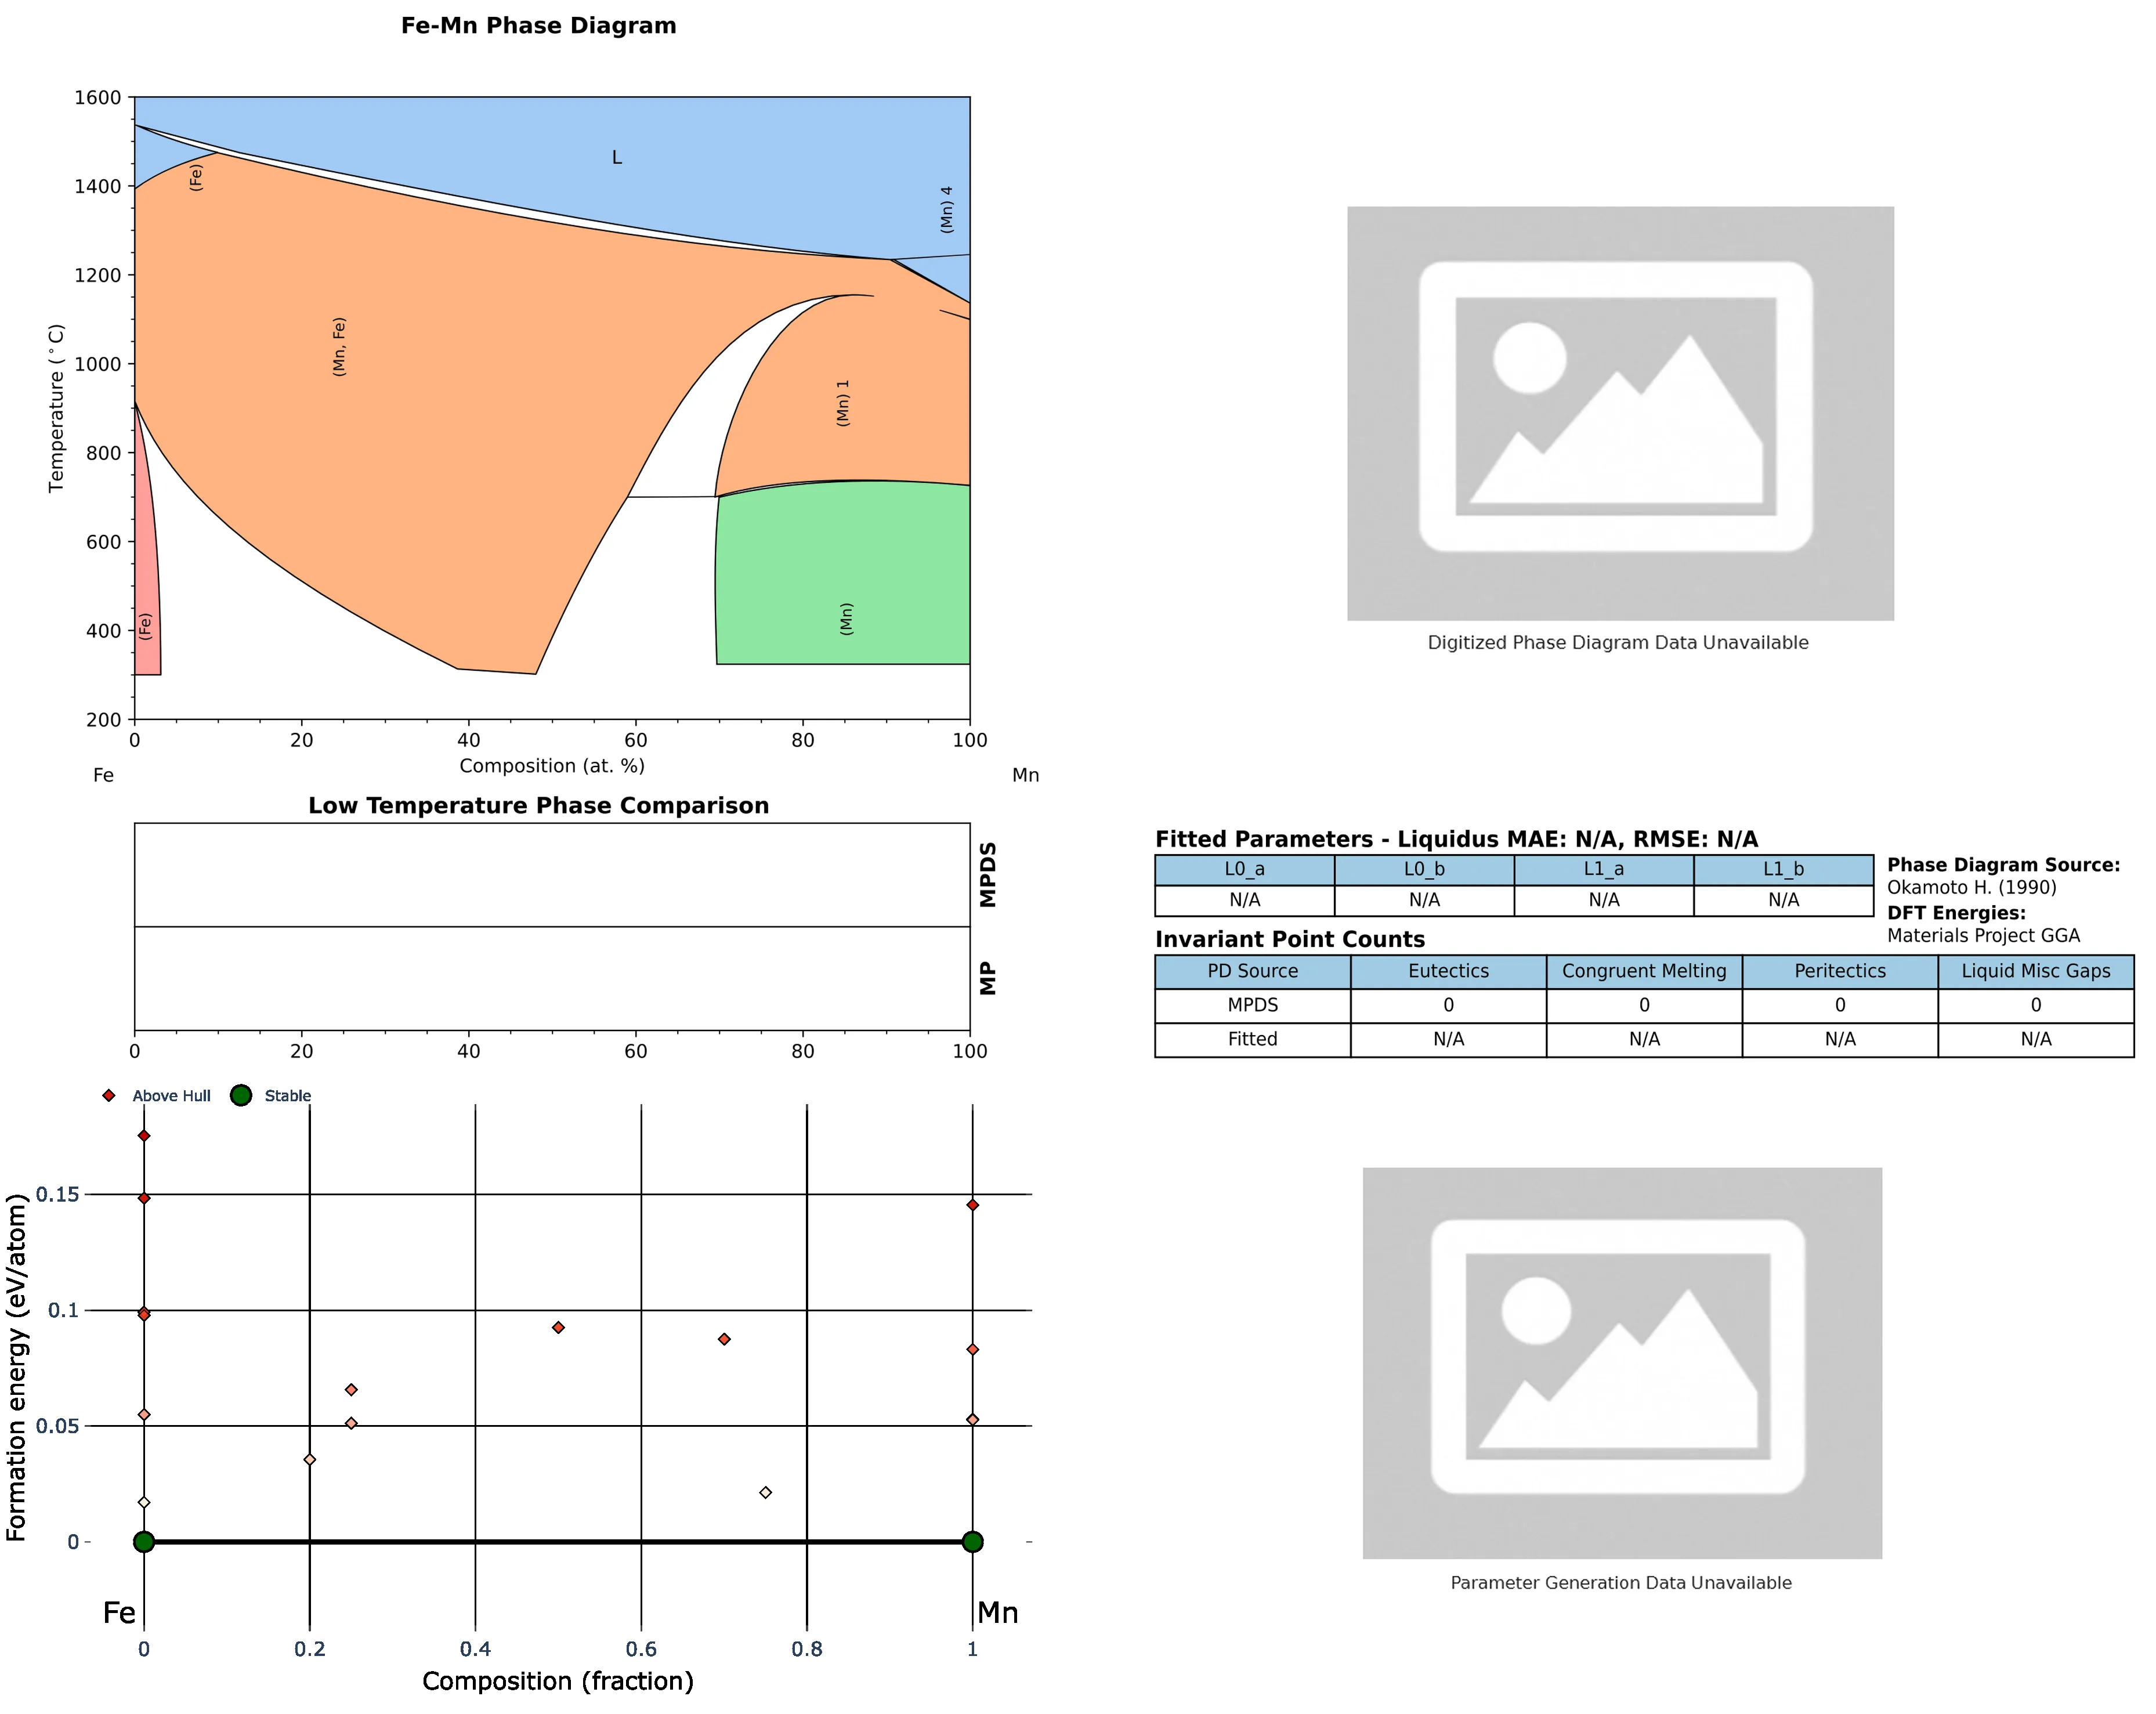 Fe-Mn Phase Diagram
1600
1400
1200
1000
800
600
400
200
Temperature (°C)
L
(Fe)
(Mn) 4
(Mn, Fe)
(Mn) 1
(Fe)
(Mn)
0 20 40 60 80 100
Composition (at. %)
Fe Mn
Digitized Phase Diagram Data Unavailable
Low Temperature Phase Comparison
MPDS
MP
0 20 40 60 80 100
Fitted Parameters - Liquidus MAE: N/A, RMSE: N/A
L0_a L0_b L1_a L1_b
N/A N/A N/A N/A
Phase Diagram Source:
Okamoto H. (1990)
DFT Energies:
Materials Project GGA
Invariant Point Counts
PD Source Eutectics Congruent Melting Peritectics Liquid Misc Gaps
MPDS 0 0 0 0
Fitted N/A N/A N/A N/A
Above Hull Stable
0.15
0.1
0.05
0
Formation energy (eV/atom)
Fe Mn
0 0.2 0.4 0.6 0.8 1
Composition (fraction)
Parameter Generation Data Unavailable